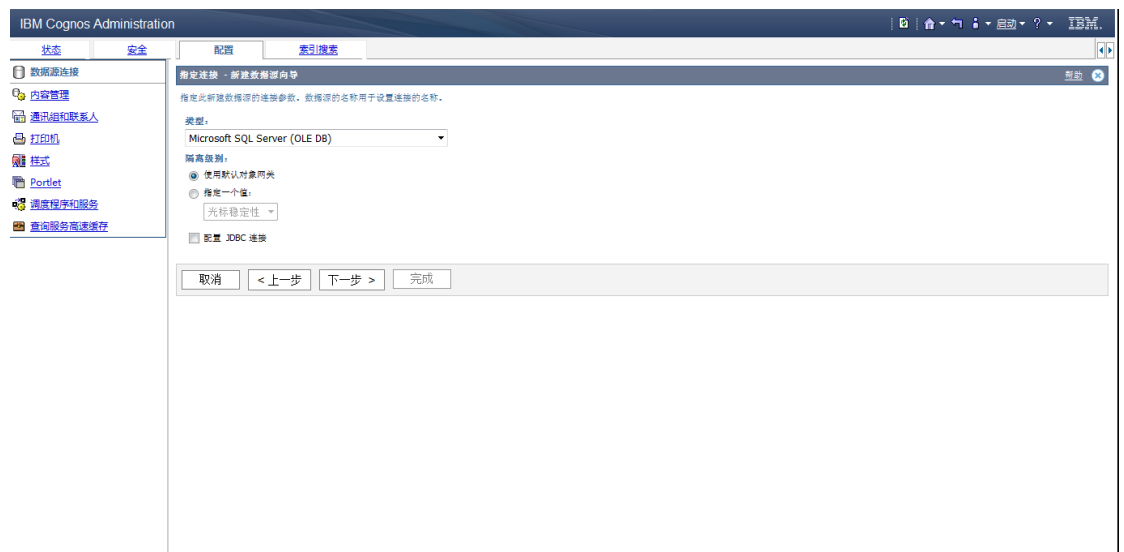 IBM Cognos Administration
启动
?
IBM.
状态
安全
配置
索引搜索
数据源连接
内容管理
通讯组和联系人
打印机
样式
Portlet
调度程序和服务
查询服务高速缓存
指定连接 - 新建数据源向导
帮助
指定此新建数据源的连接参数。数据源的名称用于设置连接的名称。
类型：
Microsoft SQL Server (OLE DB)
隔离级别：
使用默认对象网关
指定一个值：
光标稳定性
配置 JDBC 连接
取消
< 上一步
下一步 >
完成